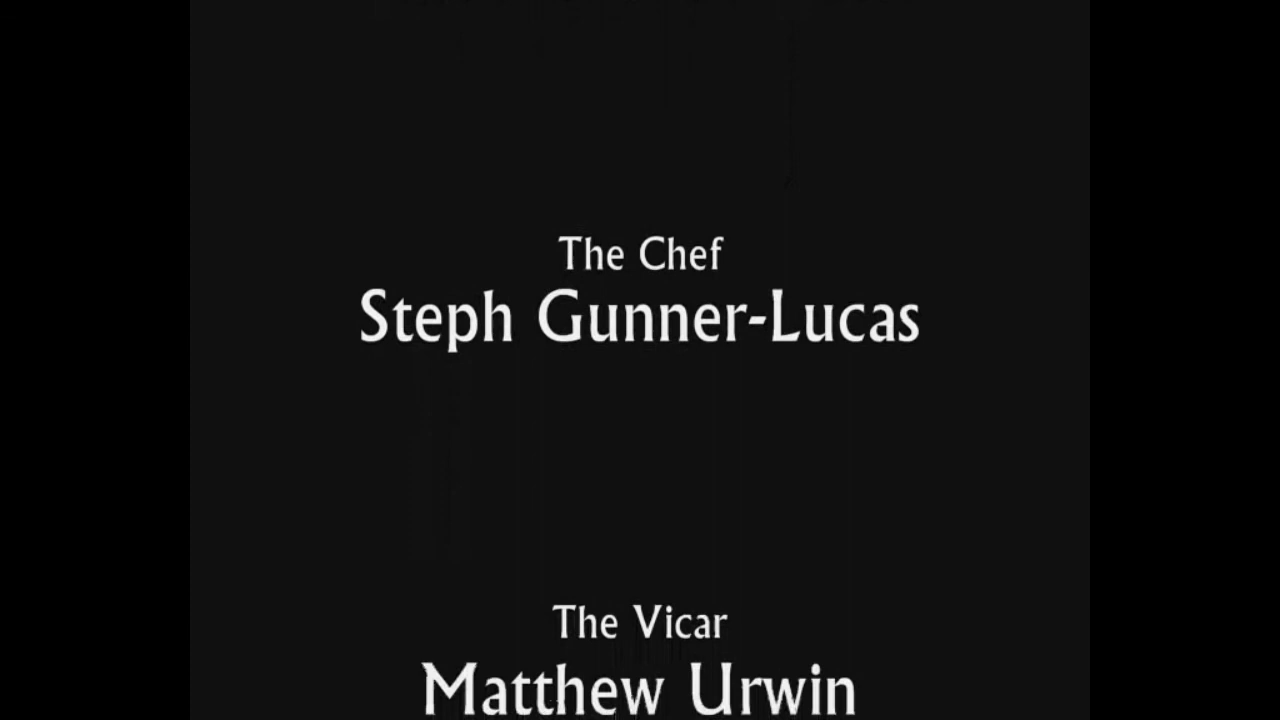 The Chef
Steph Gunner-Lucas
The Vicar
Matthew Urwin